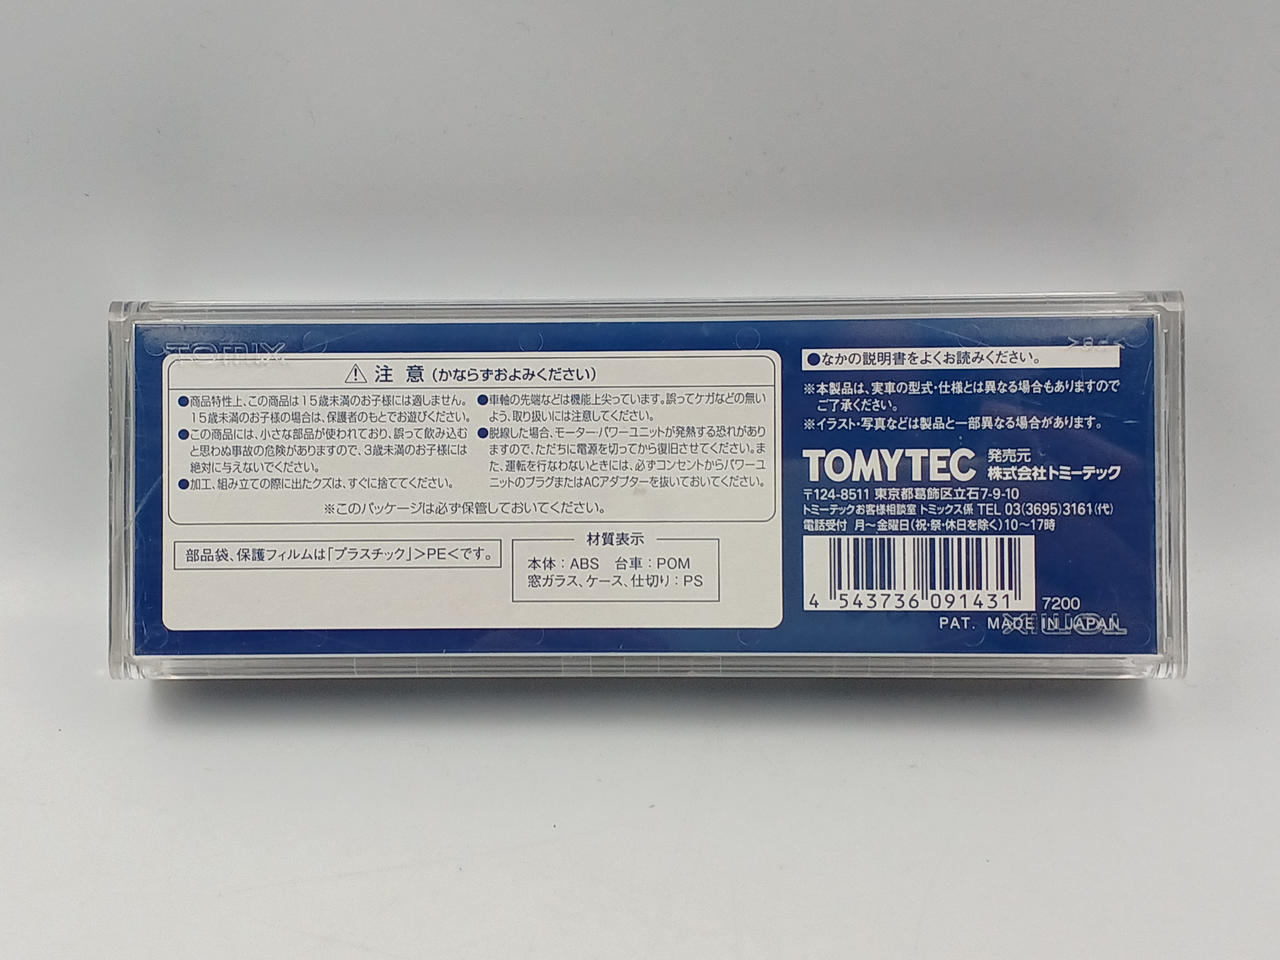 TOMIX
⚠ 注 意 (かならずおよみください)
●商品特性上、この商品は15歳未満のお子様には適しません。
15歳未満のお子様の場合は、保護者のもとでお遊びください。
●この商品には、小さな部品が使われており、誤って飲み込む
と思わぬ事故の危険がありますので、3歳未満のお子様には
絶対に与えないでください。
●加工、組み立ての際に出たクズは、すぐに捨ててください。
●車軸の先端などは機能上尖っています。誤ってケガなどの無い
よう、取り扱いには注意してください。
●脱線した場合、モーター・パワーユニットが発熱する恐れがあり
ますので、ただちに電源を切ってから復旧させてください。ま
た、運転を行なわないときには、必ずコンセントからパワーユ
ニットのプラグまたはACアダプターを抜いておいてください。
※このパッケージは必ず保管しておいてください。
部品袋、保護フィルムは「プラスチック」>PE<です。
材質表示
本体:ABS 台車:POM
窓ガラス、ケース、仕切り:PS
>PS<
●なかの説明書をよくお読みください。
※本製品は、実車の型式・仕様とは異なる場合もありますので
ご了承ください。
※イラスト・写真などは製品と一部異なる場合があります。
TOMYTEC 発売元
株式会社トミーテック
〒124-8511 東京都葛飾区立石7-9-10
トミーテックお客様相談室 トミックス係 TEL 03(3695)3161(代)
電話受付 月~金曜日(祝・祭・休日を除く)10~17時
4 543736 091431
7200
PAT. MADE IN JAPAN
TOMIX